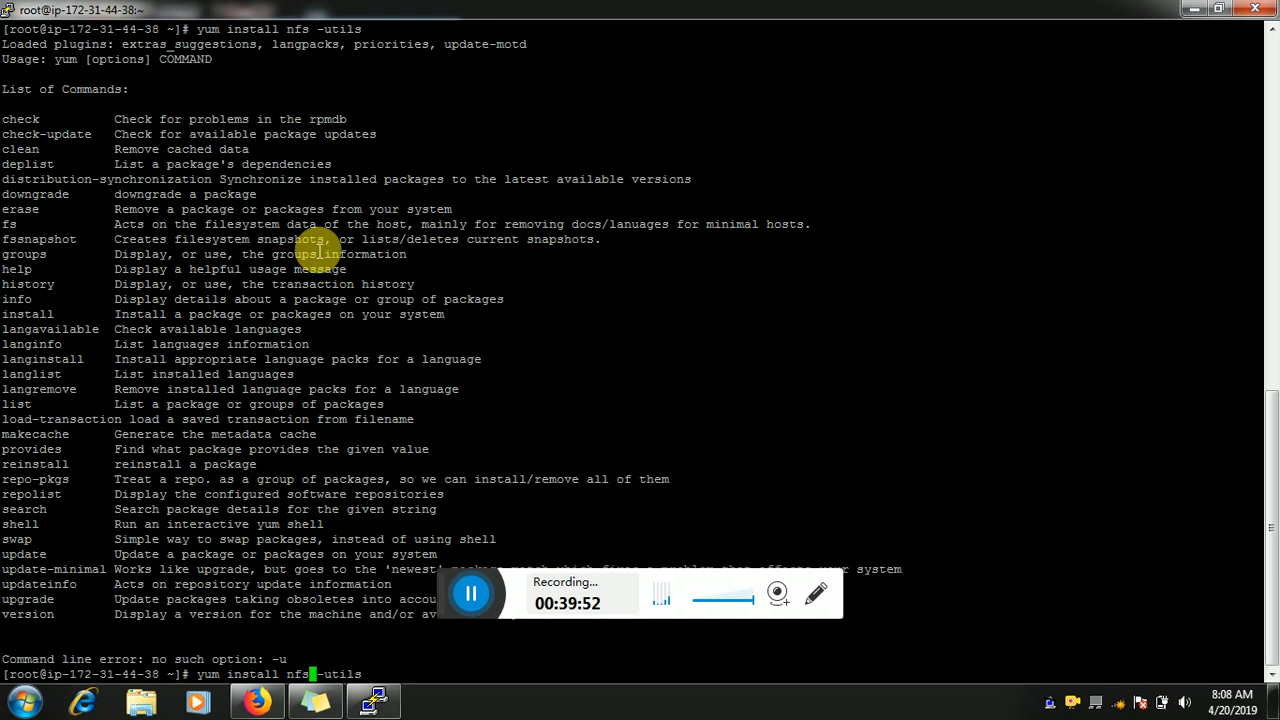 root@ip-172-31-44-38:~
[root@ip-172-31-44-38 ~]# yum install nfs -utils
Loaded plugins: extras_suggestions, langpacks, priorities, update-motd
Usage: yum [options] COMMAND
List of Commands:
check Check for problems in the rpmdb
check-update Check for available package updates
clean Remove cached data
deplist List a package's dependencies
distribution-synchronization Synchronize installed packages to the latest available versions
downgrade downgrade a package
erase Remove a package or packages from your system
fs Acts on the filesystem data of the host, mainly for removing docs/lanuages for minimal hosts.
fssnapshot Creates filesystem snapshots, or lists/deletes current snapshots.
groups Display, or use, the groups information
help Display a helpful usage message
history Display, or use, the transaction history
info Display details about a package or group of packages
install Install a package or packages on your system
langavailable Check available languages
langinfo List languages information
langinstall Install appropriate language packs for a language
langlist List installed languages
langremove Remove installed language packs for a language
list List a package or groups of packages
load-transaction load a saved transaction from filename
makecache Generate the metadata cache
provides Find what package provides the given value
reinstall reinstall a package
repo-pkgs Treat a repo. as a group of packages, so we can install/remove all of them
repolist Display the configured software repositories
search Search package details for the given string
shell Run an interactive yum shell
swap Simple way to swap packages, instead of using shell
update Update a package or packages on your system
update-minimal Works like upgrade, but goes to the 'newest' system
updateinfo Acts on repository update information
upgrade Update packages taking obsoletes into
version Display a version for the machine and/or
Recording...
00:39:52
Command line error: no such option: -u
[root@ip-172-31-44-38 ~]# yum install nfs -utils
8:08 AM
4/20/2019